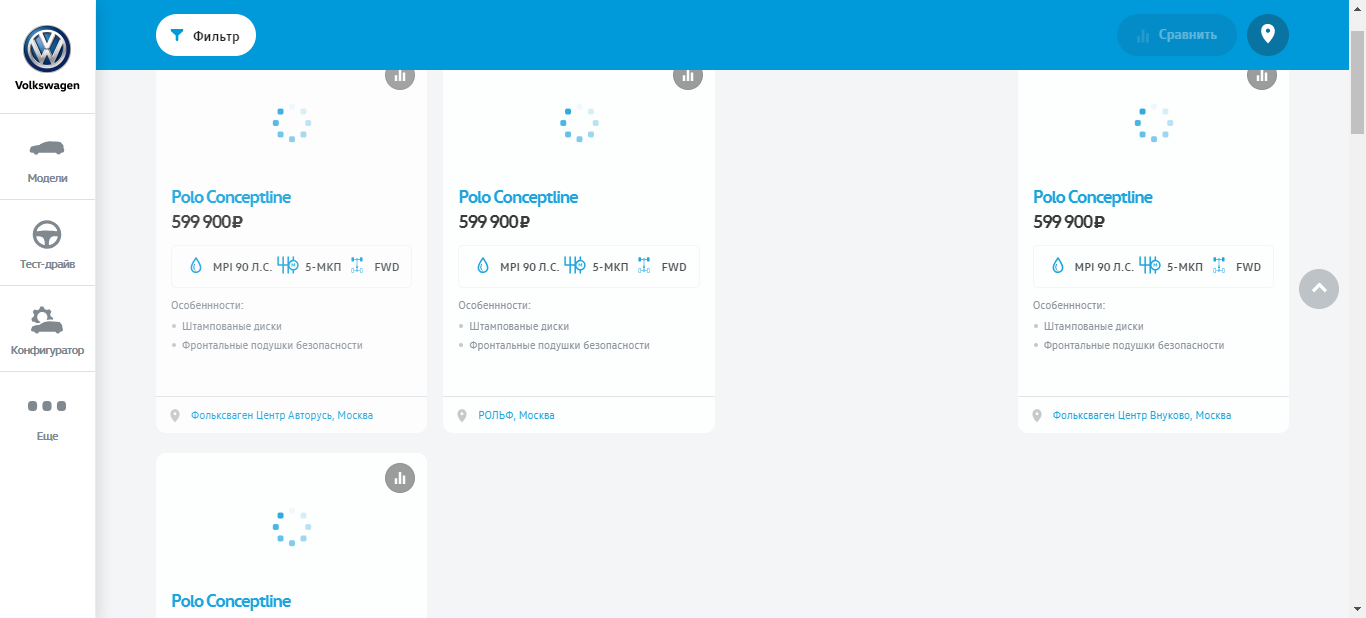 Фильтр
Сравнить
Volkswagen
Модели
Тест-драйв
Конфигуратор
Еще
Polo Conceptline
599 900₽
MPI 90 Л.С. 5-МКП FWD
Особеннности:
Штампованые диски
Фронтальные подушки безопасности
Фольксваген Центр Авторусь, Москва
Polo Conceptline
599 900₽
MPI 90 Л.С. 5-МКП FWD
Особеннности:
Штампованые диски
Фронтальные подушки безопасности
РОЛЬФ, Москва
Polo Conceptline
599 900₽
MPI 90 Л.С. 5-МКП FWD
Особеннности:
Штампованые диски
Фронтальные подушки безопасности
Фольксваген Центр Внуково, Москва
Polo Conceptline